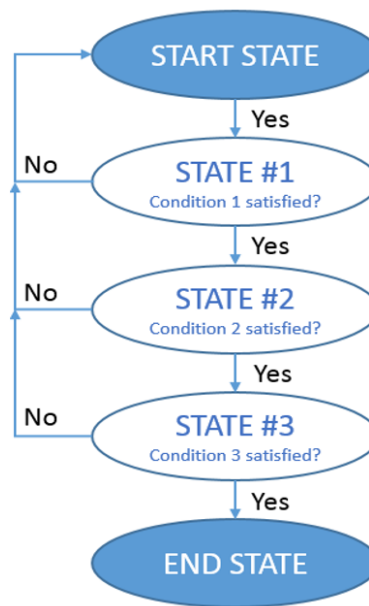 START STATE
Yes
No
STATE #1
Condition 1 satisfied?
Yes
No
STATE #2
Condition 2 satisfied?
Yes
No
STATE #3
Condition 3 satisfied?
Yes
END STATE